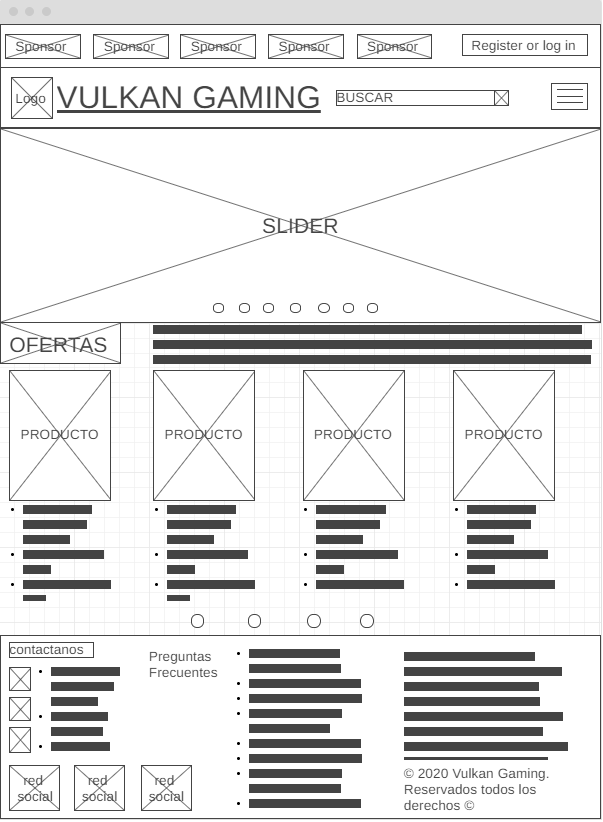 Sponsor Sponsor Sponsor Sponsor Sponsor Register or log in
Logo VULKAN GAMING BUSCAR
SLIDER
OFERTAS
PRODUCTO PRODUCTO PRODUCTO PRODUCTO
contactanos
Preguntas
Frecuentes
red
social
red
social
red
social
© 2020 Vulkan Gaming.
Reservados todos los
derechos ©